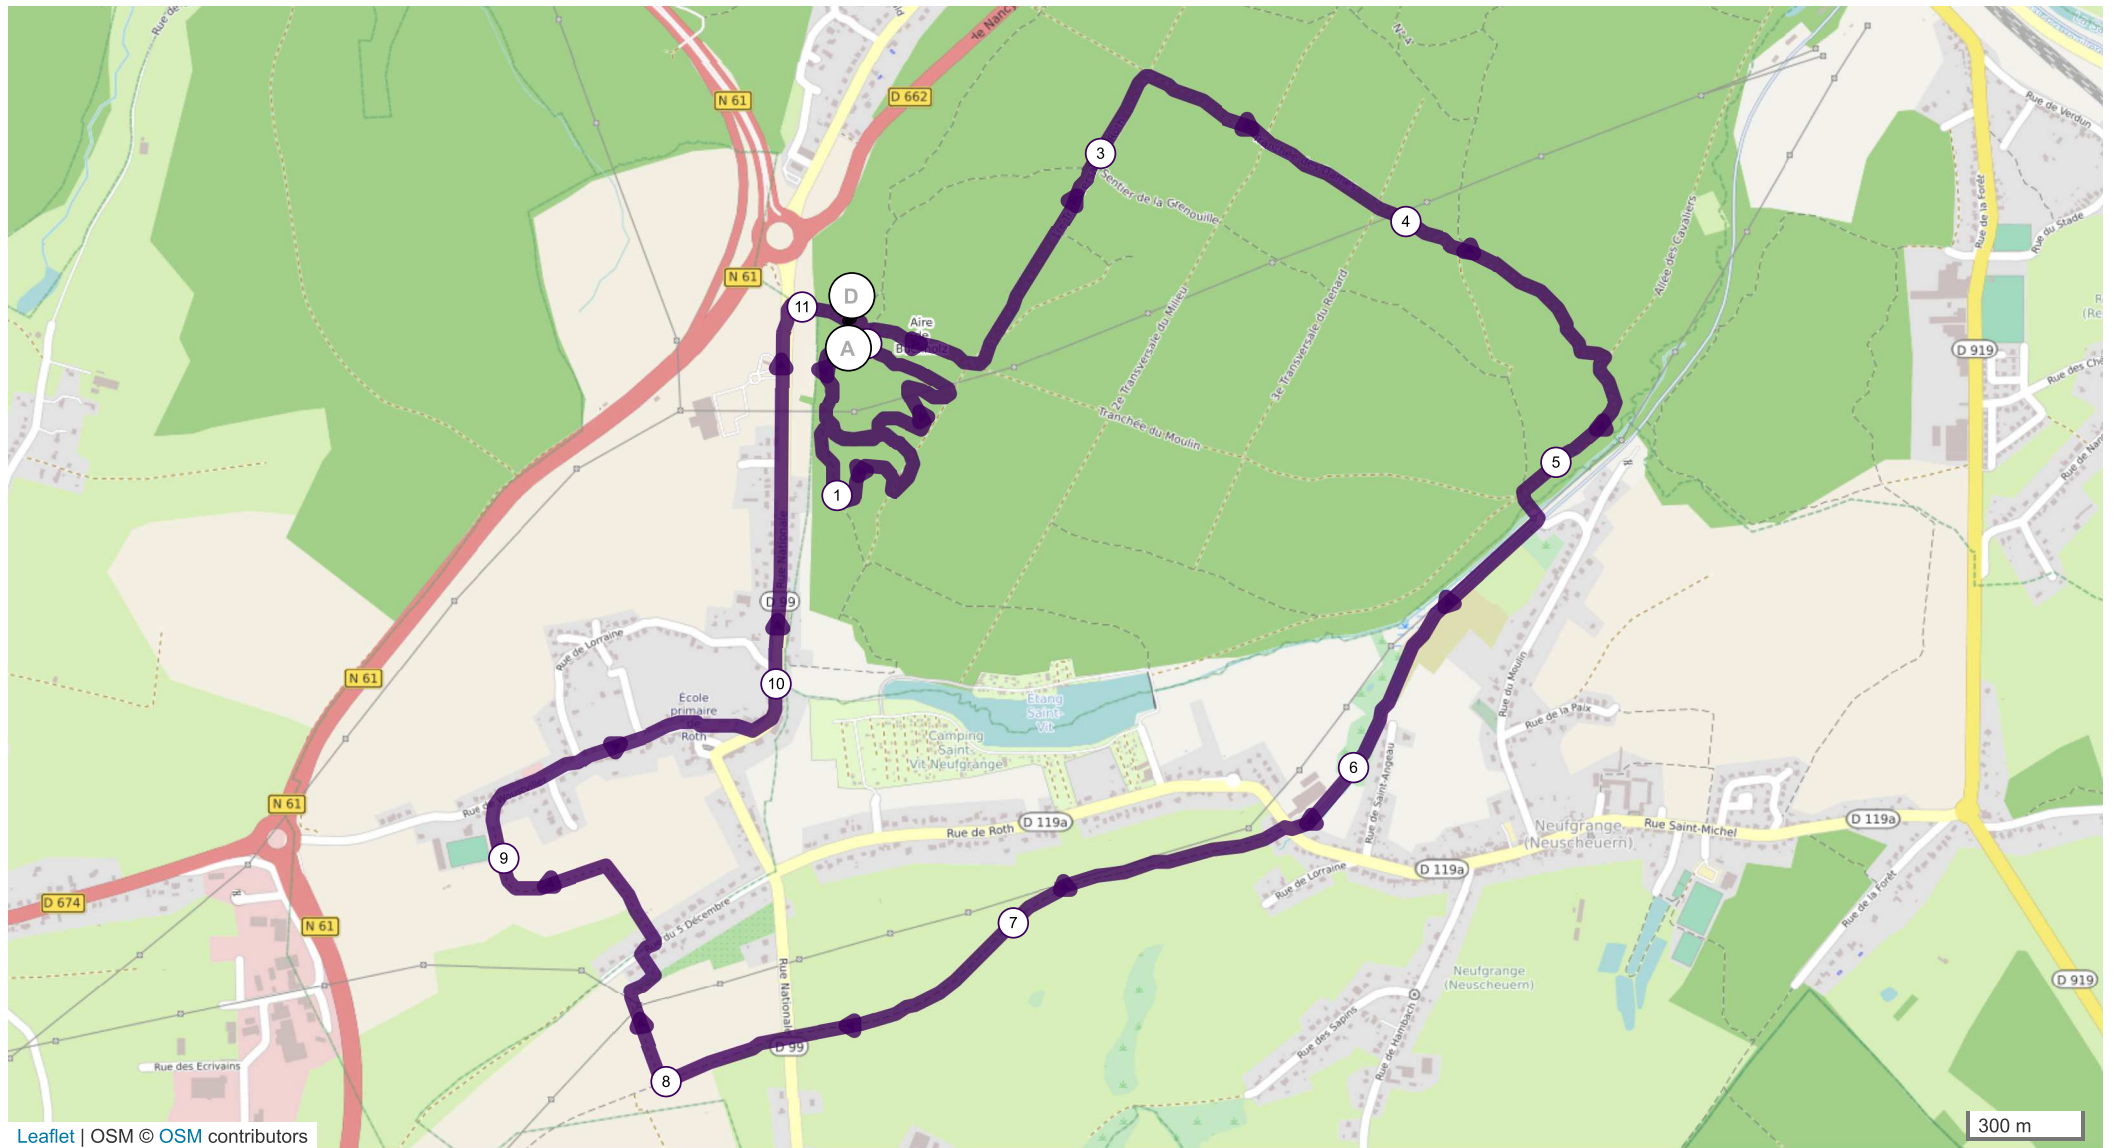 N 61
D 662
de Nancy
N°4
Rue de Verdun
Rue du Stade
Rue de la Forêt
3
Sentier de la Grenouille
4
Allée des Cavaliers
N 61
D
11
A
Aire
de
2e Transversale du Milieu
3e Transversale du Renard
Tranchée du Moulin
D 919
1
5
Rue Nationale
D 99
Rue de Lorraine
N 61
10
École
primaire
de
Roth
Étang
Saint-
Vit
Camping
Saint-
Vit Neufgrange
Rue du Moulin
Rue de la Paix
6
Rue de Saint-Angeau
N 61
Rue de Roth
D 119a
Neufgrange
(Neuscheuern)
Rue Saint-Michel
D 119a
9
D 119a
Rue de Lorraine
Rue de la Forêt
D 674
N 61
du 5 Décembre
7
Rue Nationale
D 99
Neufgrange
(Neuscheuern)
D 919
Rue des Sapins
Rue de Hambach
Rue des Ecrivains
8
Leaflet | OSM © OSM contributors
300 m